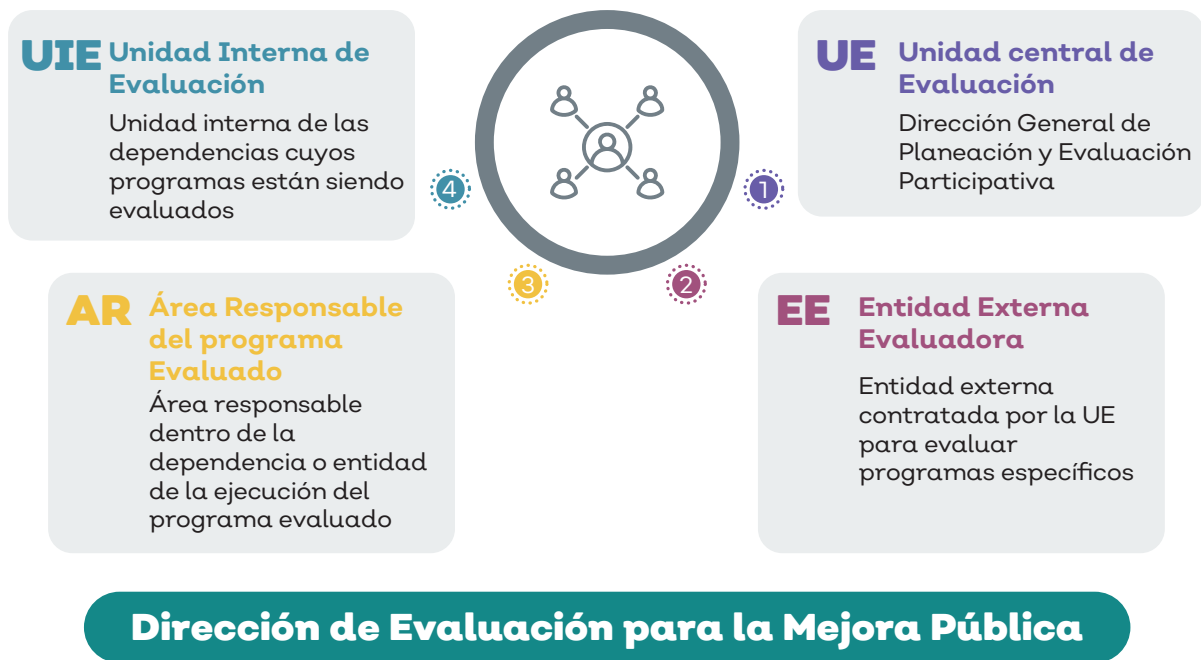 UIE Unidad Interna de
Evaluación
Unidad interna de las
dependencias cuyos
programas están siendo
evaluados
4
UE Unidad central de
Evaluación
Dirección General de
Planeación y Evaluación
Participativa
1
AR Área Responsable
del programa
Evaluado
Área responsable
dentro de la
dependencia o entidad
de la ejecución del
programa evaluado
3
2
EE Entidad Externa
Evaluadora
Entidad externa
contratada por la UE
para evaluar
programas específicos
Dirección de Evaluación para la Mejora Pública